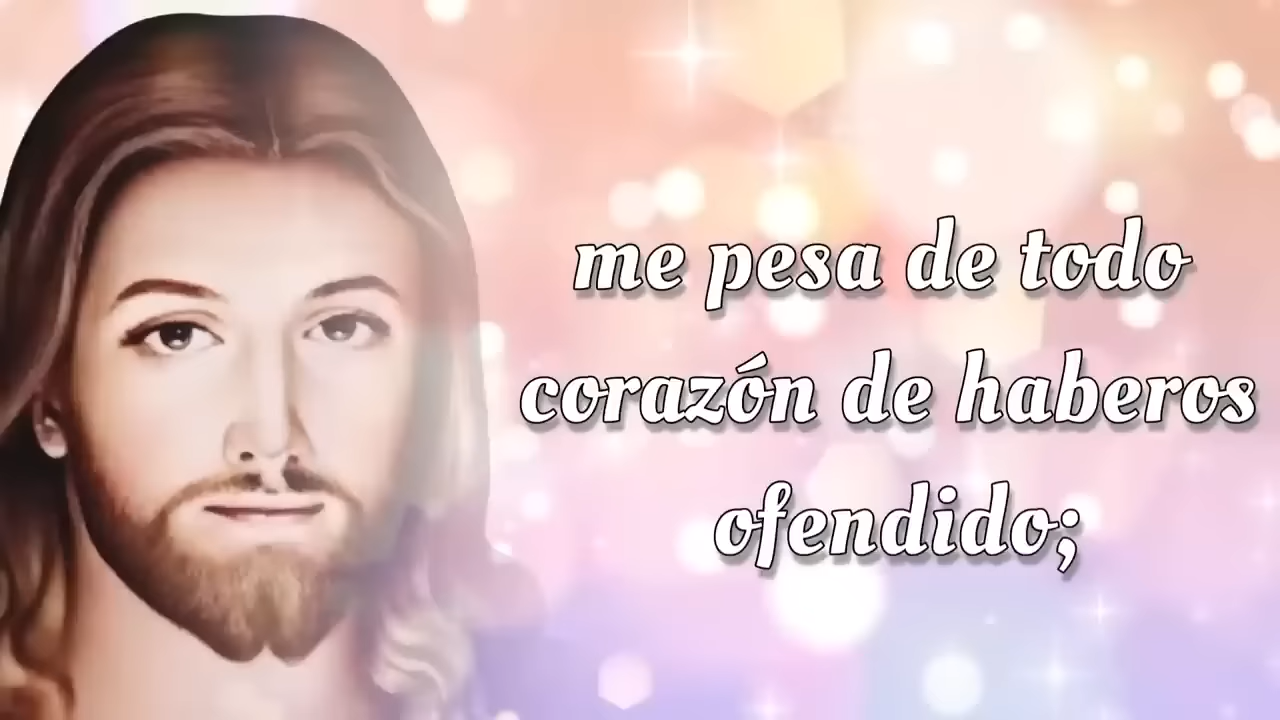 me pesa de todo
corazón de haberos
ofendido;